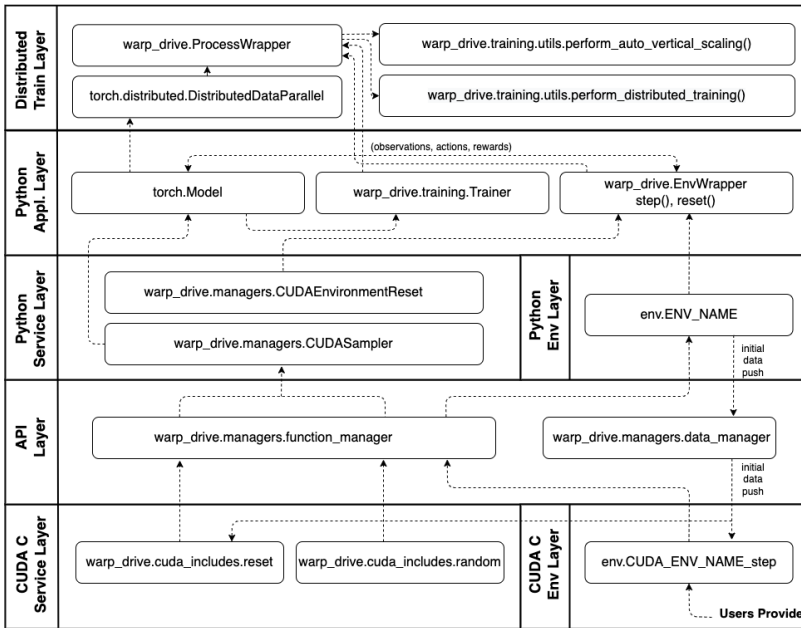 Distributed
Train Layer
warp_drive.ProcessWrapper
warp_drive.training.utils.perform_auto_vertical_scaling()
torch.distributed.DistributedDataParallel
warp_drive.training.utils.perform_distributed_training()
Python
Appl. Layer
(observations, actions, rewards)
torch.Model
warp_drive.training.Trainer
warp_drive.EnvWrapper
step(), reset()
Python
Service Layer
warp_drive.managers.CUDAEnvironmentReset
warp_drive.managers.CUDASampler
Python
Env Layer
env.ENV_NAME
initial
data
push
API
Layer
warp_drive.managers.function_manager
warp_drive.managers.data_manager
initial
data
push
CUDA C
Service Layer
warp_drive.cuda_includes.reset
warp_drive.cuda_includes.random
CUDA C
Env Layer
env.CUDA_ENV_NAME_step
Users Provide